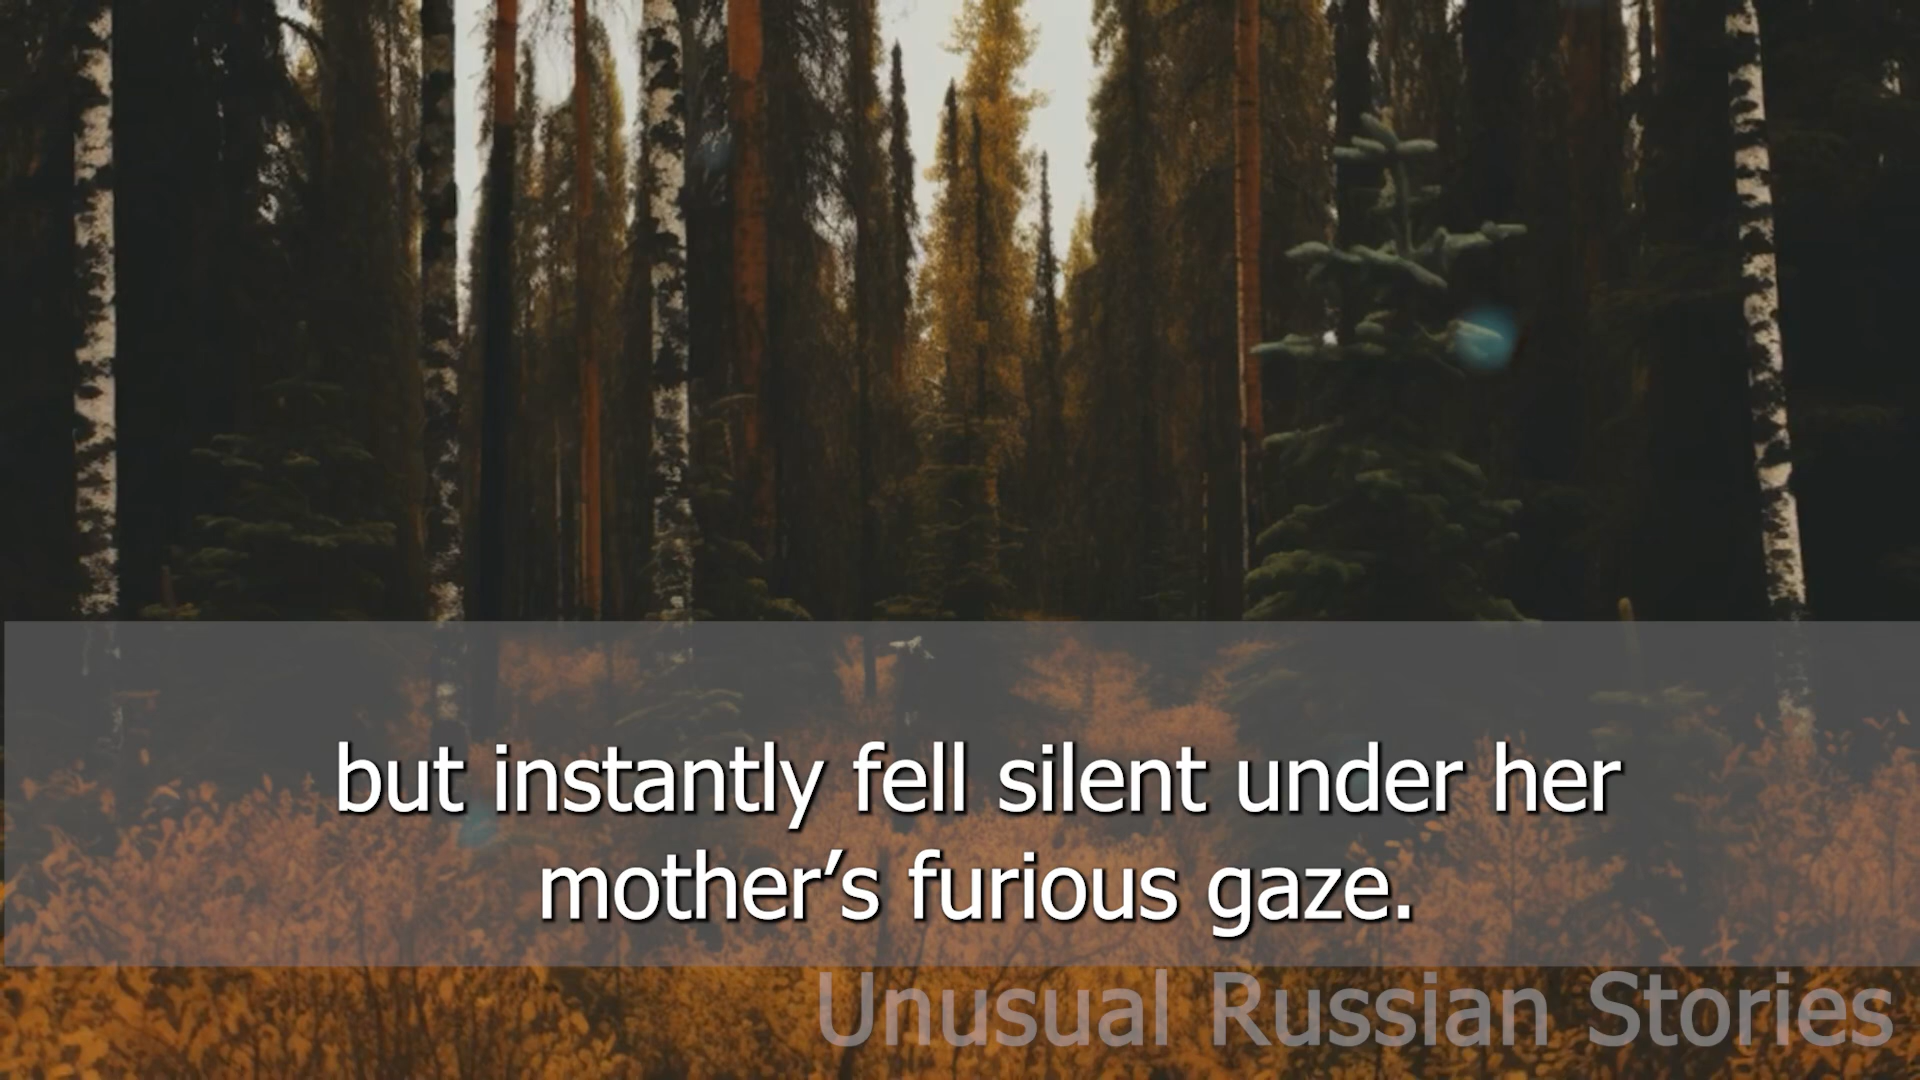 but instantly fell silent under her
mother’s furious gaze.
Unusual Russian Stories